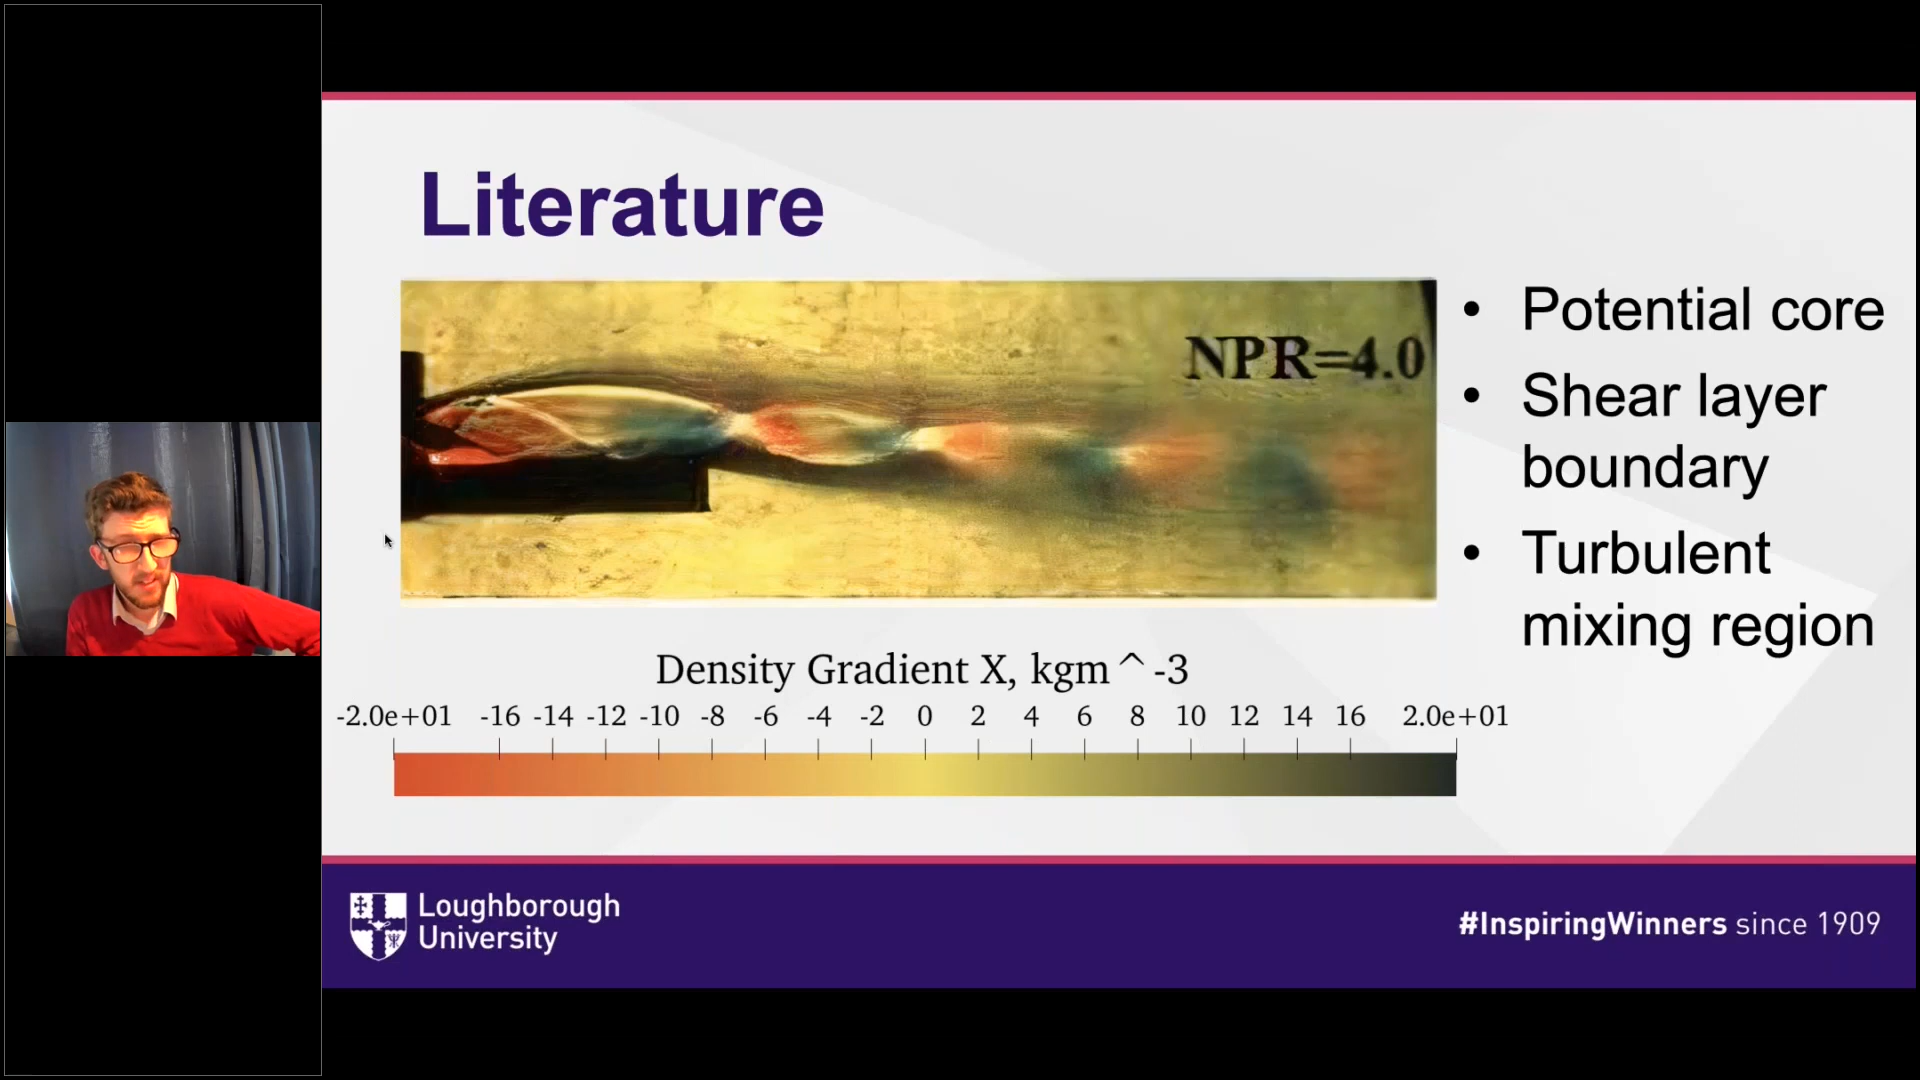 Literature
NPR=4.0
• Potential core
• Shear layer
boundary
• Turbulent
mixing region
Density Gradient X, kgm^-3
-2.0e+01 -16 -14 -12 -10 -8 -6 -4 -2 0 2 4 6 8 10 12 14 16 2.0e+01
Loughborough
University
#InspiringWinners since 1909